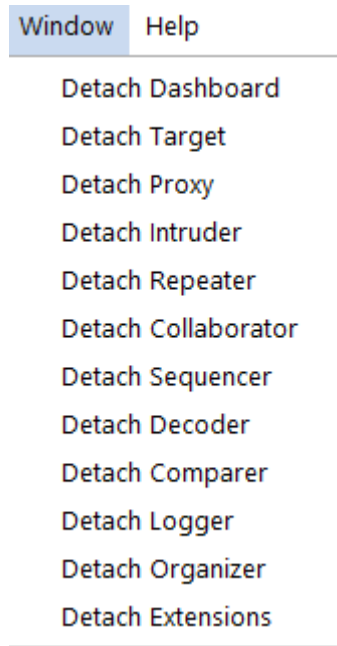 Window Help
Detach Dashboard
Detach Target
Detach Proxy
Detach Intruder
Detach Repeater
Detach Collaborator
Detach Sequencer
Detach Decoder
Detach Comparer
Detach Logger
Detach Organizer
Detach Extensions